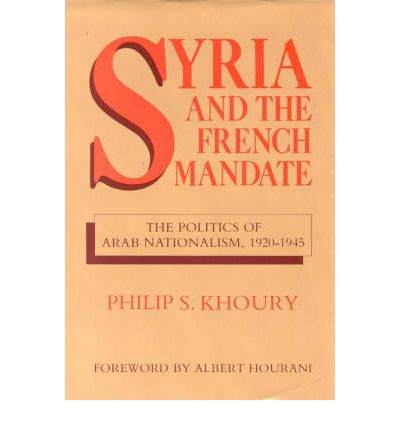 SYRIA
AND THE
FRENCH
MANDATE
THE POLITICS OF
ARAB NATIONALISM, 1920-1945
PHILIP S. KHOURY
FOREWORD BY ALBERT HOURANI